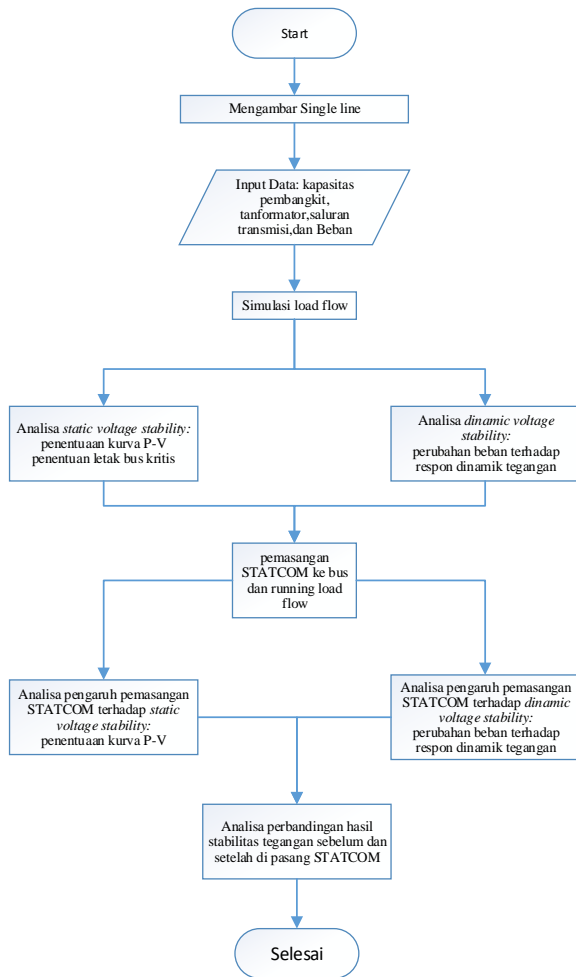 Start
Mengambar Single line
Input Data: kapasitas
pembangkit,
tanformator,saluran
transmisi,dan Beban
Simulasi load flow
Analisa static voltage stability:
penentuaan kurva P-V
penentuan letak bus kritis
Analisa dinamic voltage
stability:
perubahan beban terhadap
respon dinamik tegangan
pemasangan
STATCOM ke bus
dan running load
flow
Analisa pengaruh pemasangan
STATCOM terhadap static
voltage stability:
penentuaan kurva P-V
Analisa pengaruh pemasangan
STATCOM terhadap dinamic
voltage stability:
perubahan beban terhadap
respon dinamik tegangan
Analisa perbandingan hasil
stabilitas tegangan sebelum dan
setelah di pasang STATCOM
Selesai